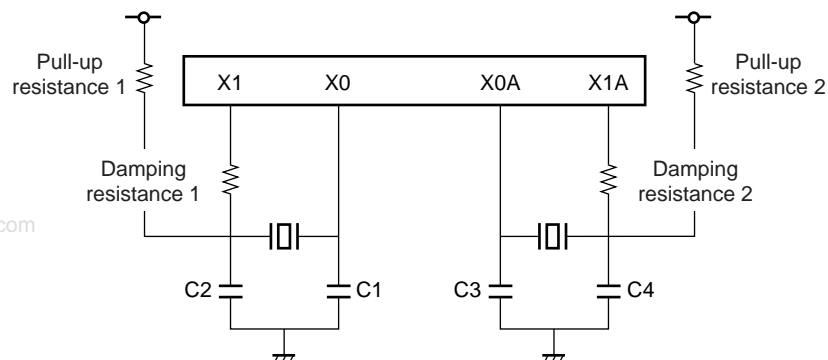 Pull-up
resistance 1
X1
X0
X0A
X1A
Pull-up
resistance 2
Damping
resistance 1
Damping
resistance 2
com
C2
C1
C3
C4